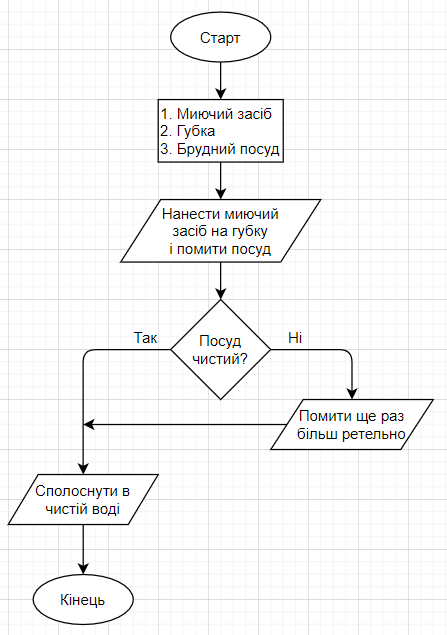 Старт
1. Миючий засіб
2. Губка
3. Брудний посуд
Нанести миючий
засіб на губку
і помити посуд
Посуд
чистий?
Так
Ні
Помити ще раз
більш ретельно
Сполоснути в
чистій воді
Кінець